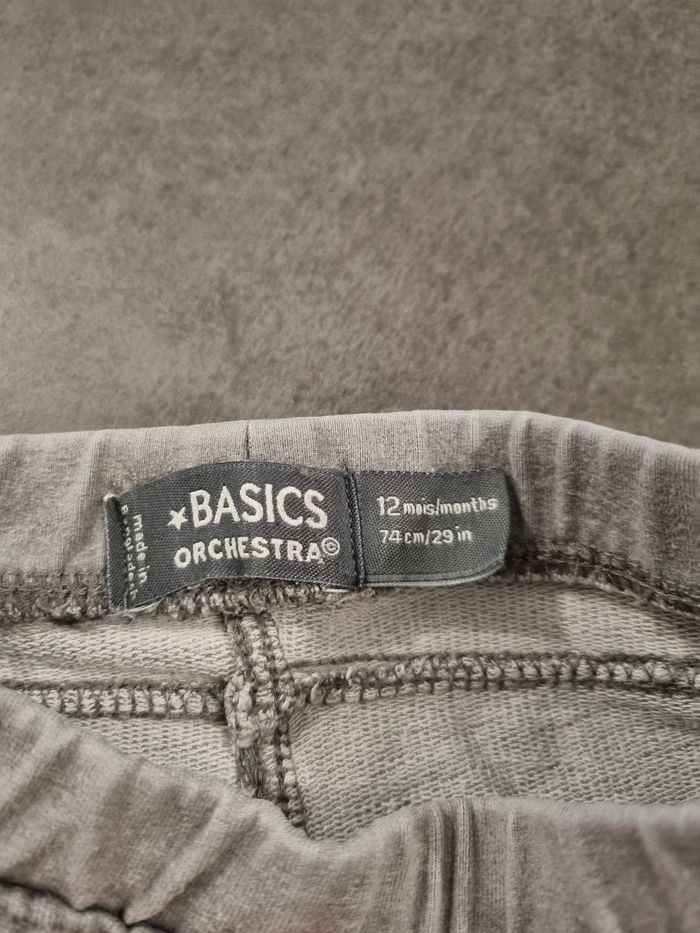 ★BASICS
ORCHESTRA©
12 mois/months
74 cm/29 in
made in